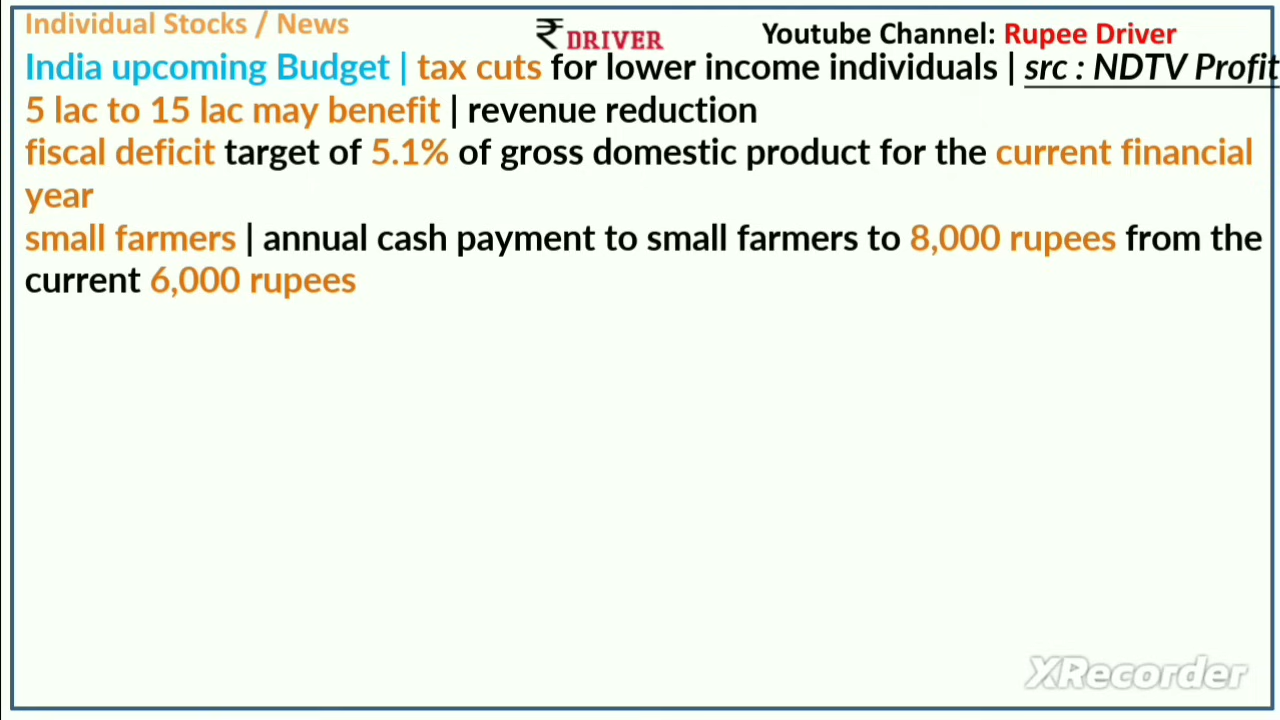 Individual Stocks / News
₹ DRIVER
Youtube Channel: Rupee Driver
India upcoming Budget | tax cuts for lower income individuals | src : NDTV Profit
5 lac to 15 lac may benefit | revenue reduction
fiscal deficit target of 5.1% of gross domestic product for the current financial
year
small farmers | annual cash payment to small farmers to 8,000 rupees from the
current 6,000 rupees
XRecorder